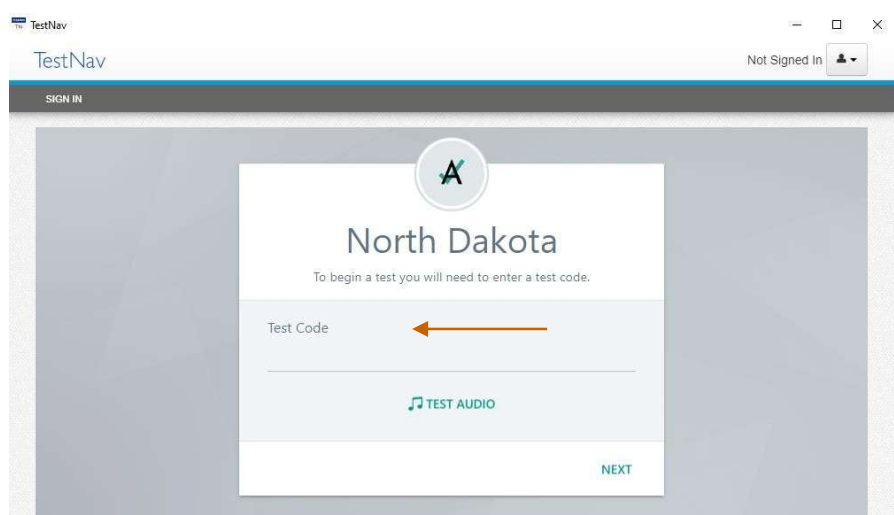 TestNav
TestNav
Not Signed In
SIGN IN
North Dakota
To begin a test you will need to enter a test code.
Test Code
TEST AUDIO
NEXT